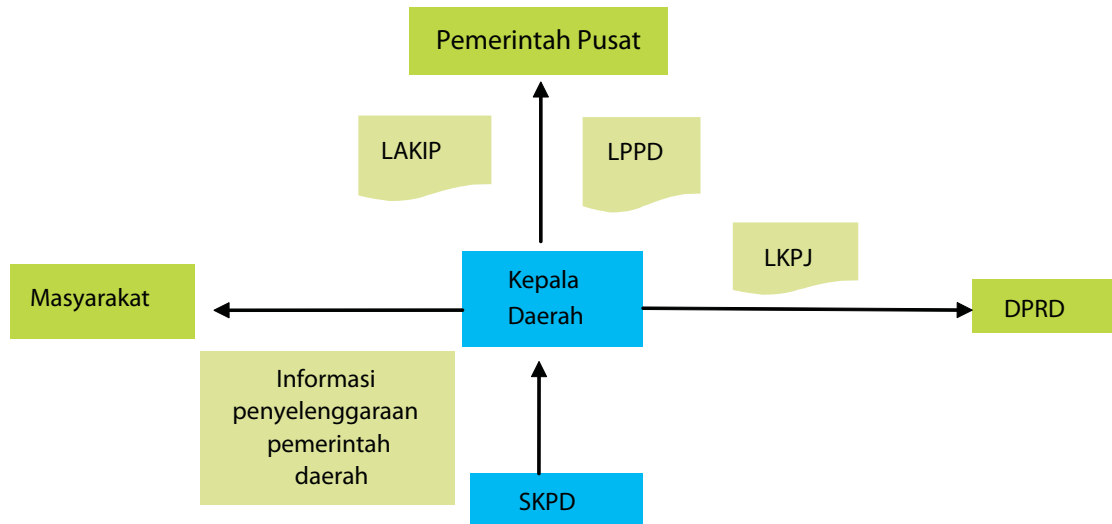 Pemerintah Pusat
LAKIP
LPPD
LKPJ
Masyarakat
Kepala
Daerah
DPRD
Informasi
penyelenggaraan
pemerintah
daerah
SKPD